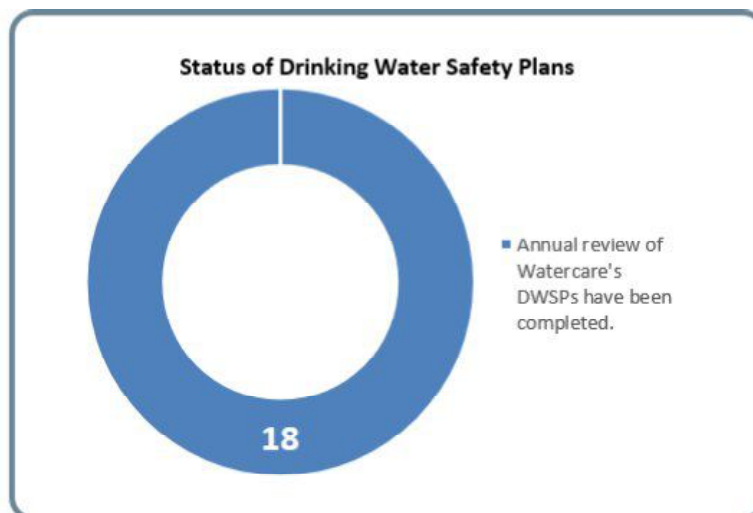 Status of Drinking Water Safety Plans
Annual review of
Watercare's
DWSPs have been
completed.
18